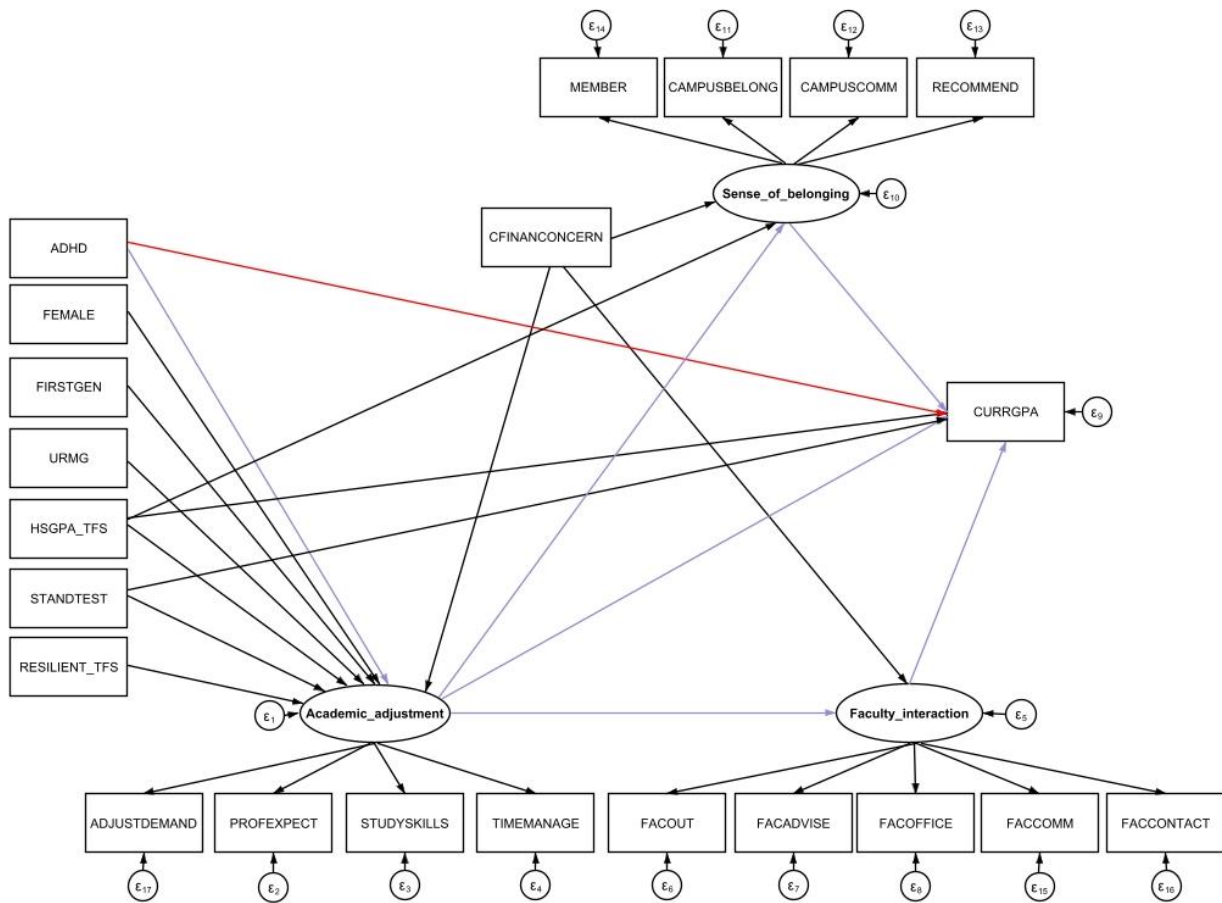 ε14
ε11
ε12
ε13
MEMBER
CAMPUSBELONG
CAMPUSCOMM
RECOMMEND
Sense_of_belonging
ε10
ADHD
CFINANCONCERN
FEMALE
FIRSTGEN
CURRGPA
ε9
URMG
HSGPA_TFS
STANDTEST
RESILIENT_TFS
ε1
Academic_adjustment
Faculty_interaction
ε5
ADJUSTDEMAND
PROFEXPECT
STUDYSKILLS
TIMEMANAGE
FACOUT
FACADVISE
FACOFFICE
FACCOMM
FACCONTACT
ε17
ε2
ε3
ε4
ε6
ε7
ε8
ε15
ε16